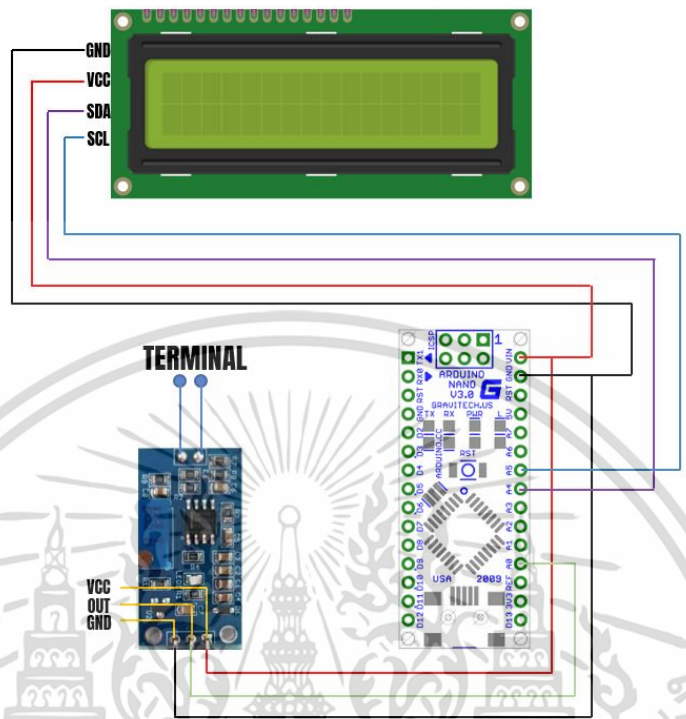 GND
VCC
SDA
SCL
TERMINAL
VCC
OUT
GND
ICSP
1
ARDUINO
NANO
V3.0
G
GRAVITECH.US
TX RX PWR L
RST
ARDUINO.CC
USA 2009
TX1
RX0
RST
GND
D2
D3
D4
D5
D6
D7
D8
D9
D10
D11
D12
VIN
GND
RST
5V
A7
A6
A5
A4
A3
A2
A1
A0
REF
3V3
D13